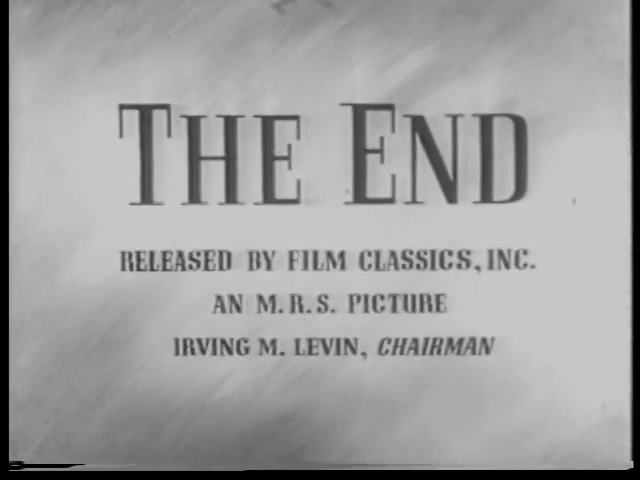 THE END
RELEASED BY FILM CLASSICS, INC.
AN M.R.S. PICTURE
IRVING M. LEVIN, CHAIRMAN